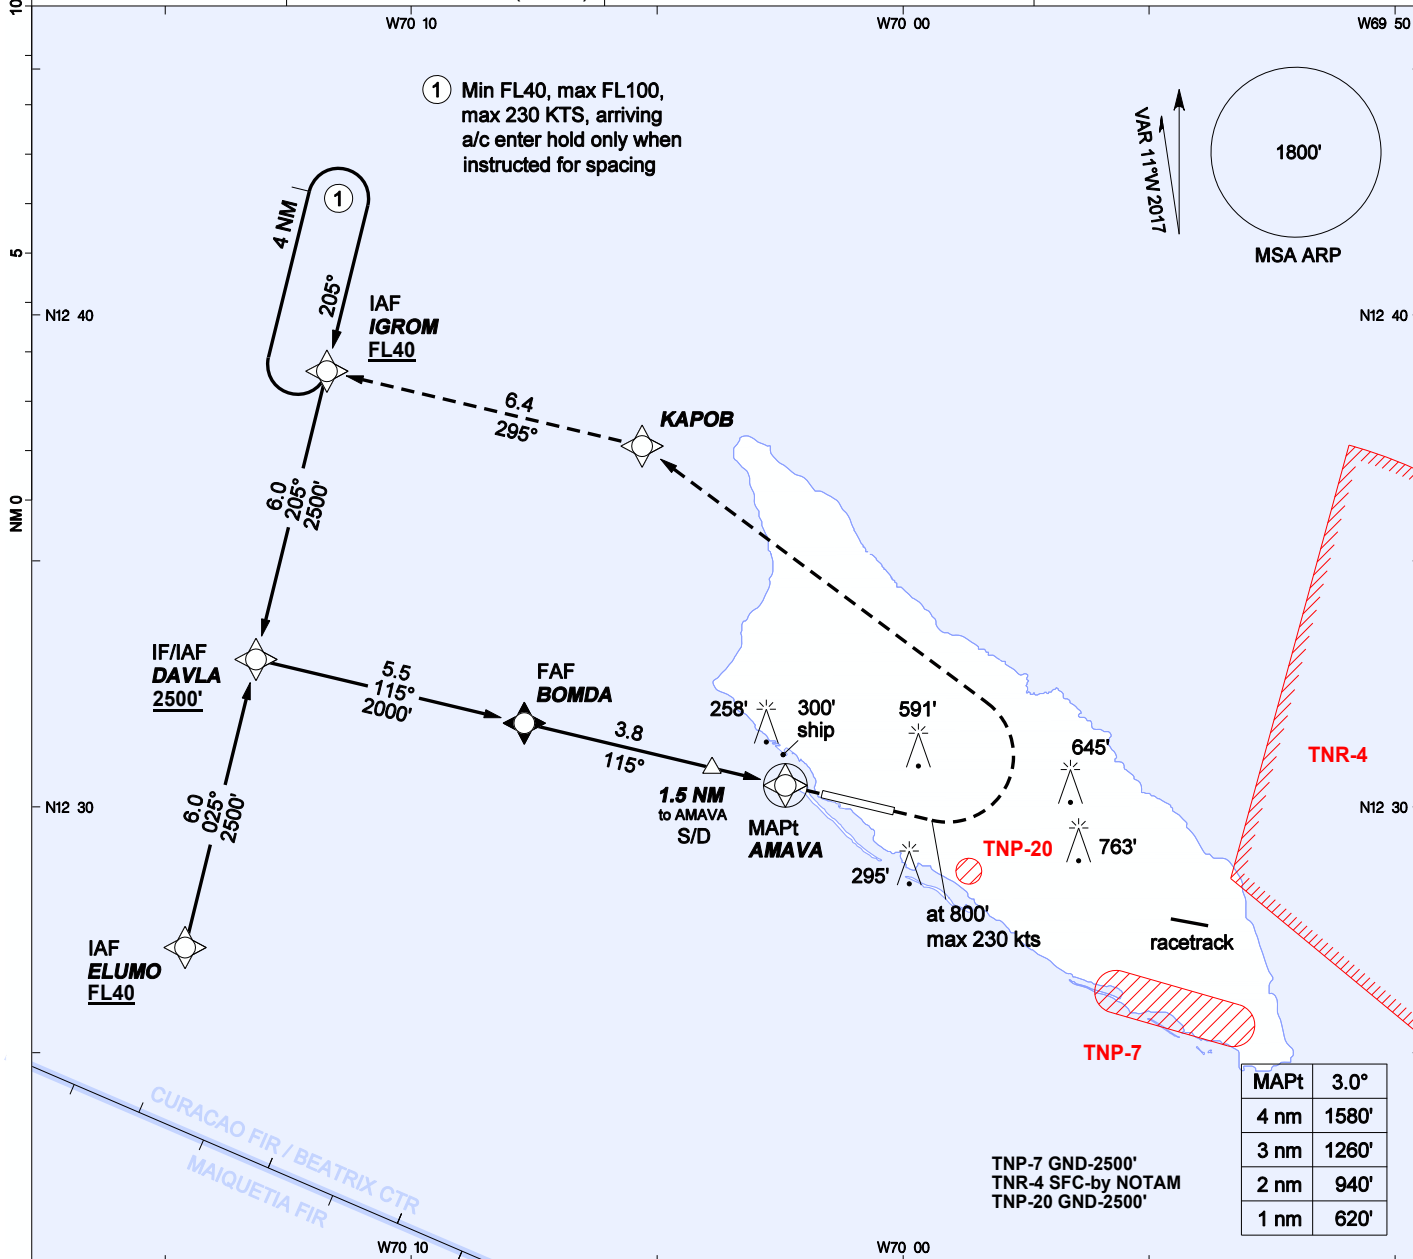 W70 10
W70 00
W69 50
10
5
NM 0
1
Min FL40, max FL100,
max 230 KTS, arriving
a/c enter hold only when
instructed for spacing
VAR 11°W 2017
1800'
MSA ARP
1
4 NM
205°
N12 40
N12 40
IAF
IGROM
FL40
6.4
295°
KAPOB
6.0
205°
2500'
IF/IAF
DAVLA
2500'
5.5
115°
2000'
FAF
BOMDA
3.8
115°
258'
300'
ship
591'
645'
TNR-4
6.0
025°
2500'
N12 30
N12 30
1.5 NM
to AMAVA
S/D
MAPt
AMAVA
TNP-20
763'
295'
at 800'
max 230 kts
racetrack
IAF
ELUMO
FL40
TNP-7
CURACAO FIR / BEATRIX CTR
MAIQUETIA FIR
TNP-7 GND-2500'
TNR-4 SFC-by NOTAM
TNP-20 GND-2500'
MAPt 3.0°
4 nm 1580'
3 nm 1260'
2 nm 940'
1 nm 620'
W70 10
W70 00